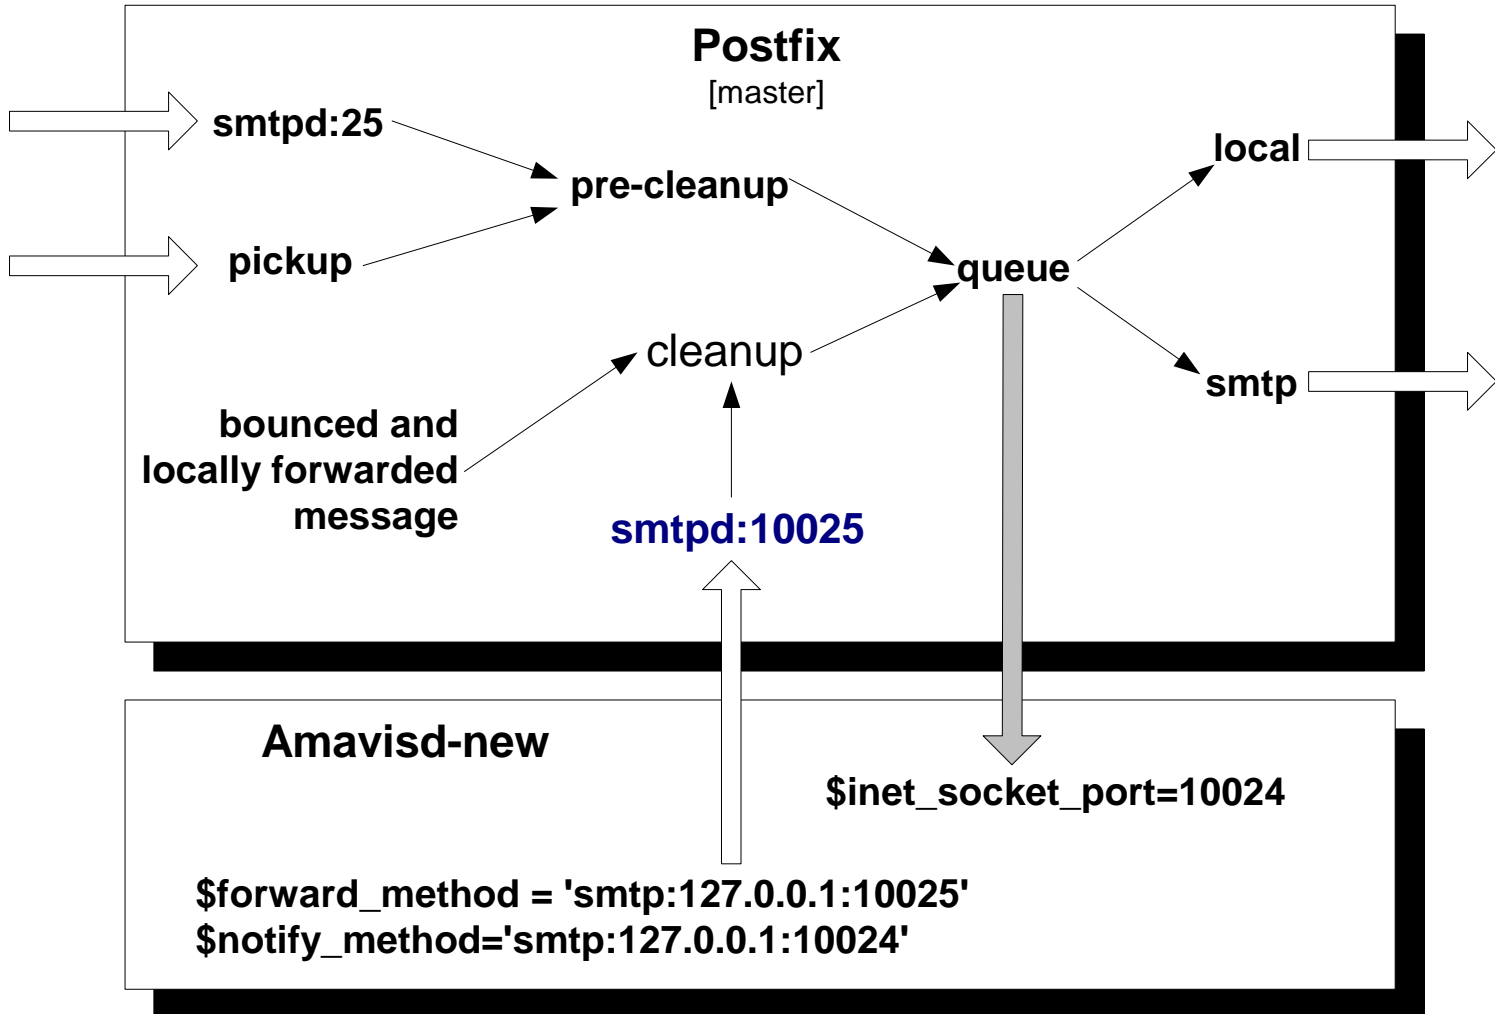 Postfix
[master]
smtpd:25
local
pre-cleanup
pickup
queue
cleanup
smtp
bounced and
locally forwarded
message
smtpd:10025
Amavisd-new
$inet_socket_port=10024
$forward_method = 'smtp:127.0.0.1:10025'
$notify_method='smtp:127.0.0.1:10024'